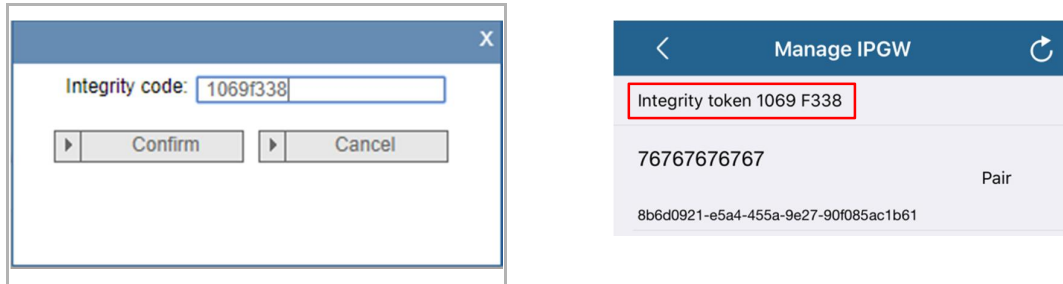 X
Integrity code: 1069f338
Confirm Cancel
Manage IPGW
Integrity token 1069 F338
76767676767
Pair
8b6d0921-e5a4-455a-9e27-90f085ac1b61